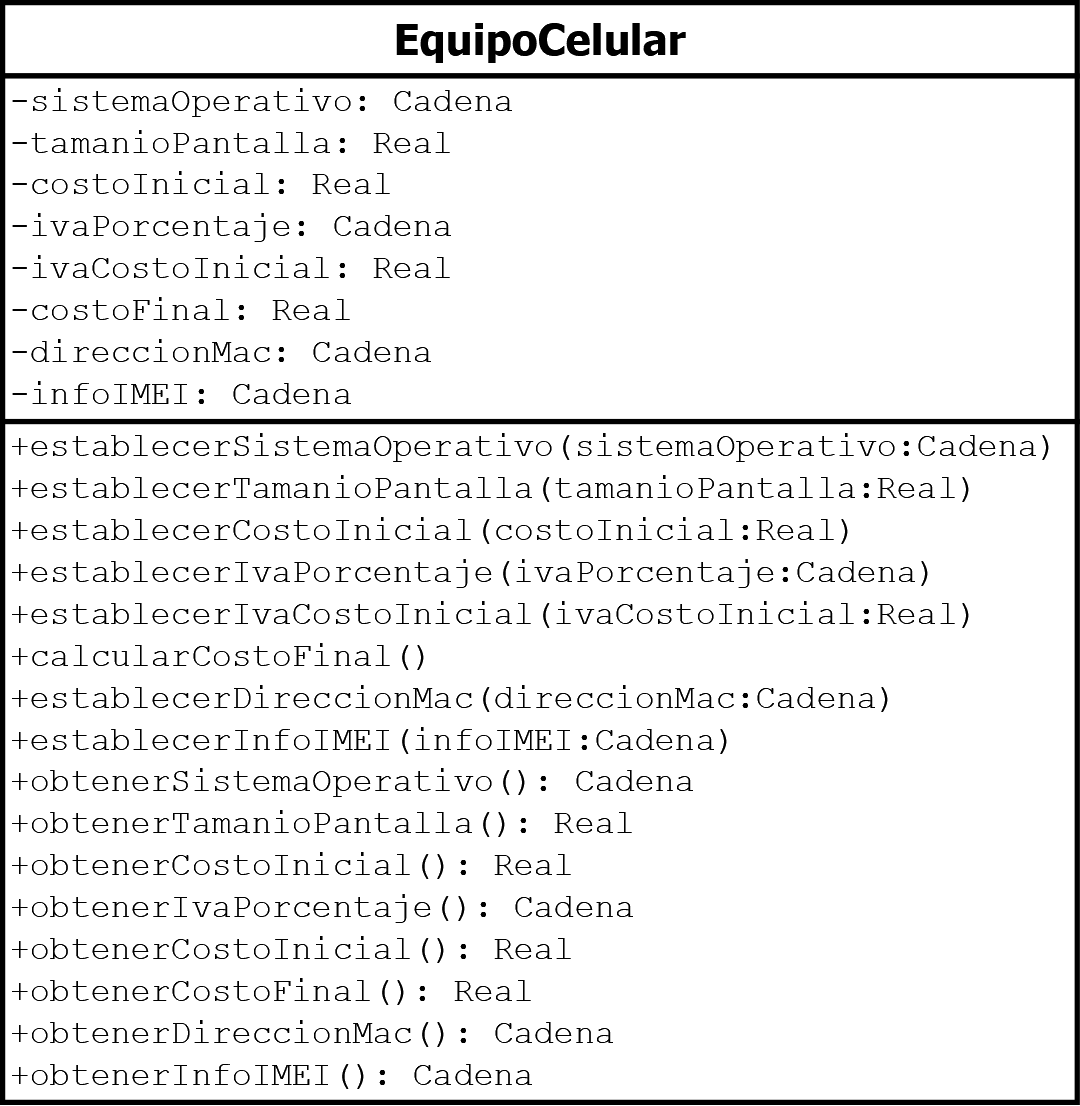 EquipoCelular
-sistemaOperativo: Cadena
-tamanioPantalla: Real
-costoInicial: Real
-ivaPorcentaje: Cadena
-ivaCostoInicial: Real
-costoFinal: Real
-direccionMac: Cadena
-infoIMEI: Cadena
+establecerSistemaOperativo(sistemaOperativo:Cadena)
+establecerTamanioPantalla(tamanioPantalla:Real)
+establecerCostoInicial(costoInicial:Real)
+establecerIvaPorcentaje(ivaPorcentaje:Cadena)
+establecerIvaCostoInicial(ivaCostoInicial:Real)
+calcularCostoFinal()
+establecerDireccionMac(direccionMac:Cadena)
+establecerInfoIMEI(infoIMEI:Cadena)
+obtenerSistemaOperativo(): Cadena
+obtenerTamanioPantalla(): Real
+obtenerCostoInicial(): Real
+obtenerIvaPorcentaje(): Cadena
+obtenerCostoInicial(): Real
+obtenerCostoFinal(): Real
+obtenerDireccionMac(): Cadena
+obtenerInfoIMEI(): Cadena